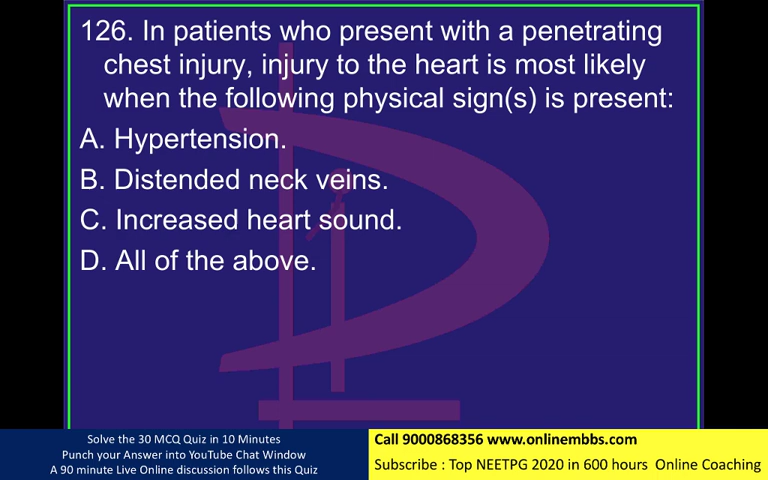 126. In patients who present with a penetrating
chest injury, injury to the heart is most likely
when the following physical sign(s) is present:
A. Hypertension.
B. Distended neck veins.
C. Increased heart sound.
D. All of the above.
Solve the 30 MCQ Quiz in 10 Minutes
Punch your Answer into YouTube Chat Window
A 90 minute Live Online discussion follows this Quiz
Call 9000868356 www.onlinembbs.com
Subscribe : Top NEETPG 2020 in 600 hours Online Coaching